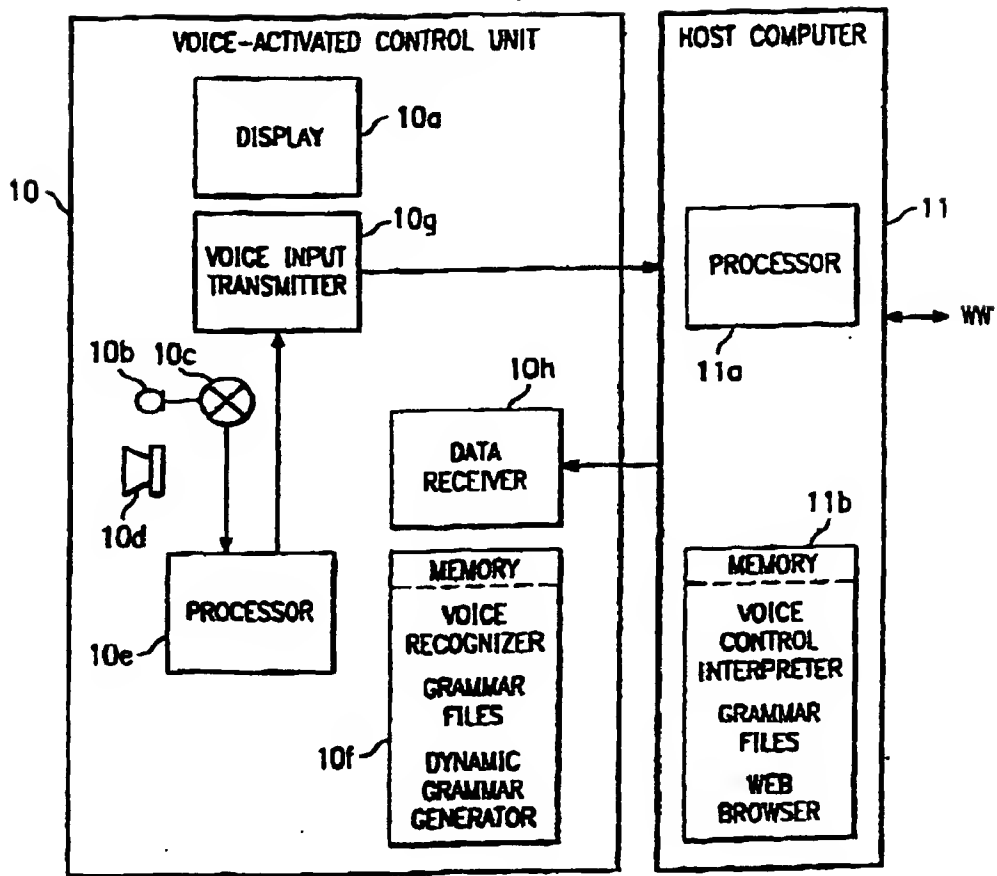 VOICE-ACTIVATED CONTROL UNIT
HOST COMPUTER
DISPLAY
10a
10
10g
VOICE INPUT
TRANSMITTER
11
PROCESSOR
11a
WW
10b
10c
10h
DATA
RECEIVER
10d
11b
PROCESSOR
10e
MEMORY
VOICE
RECOGNIZER
GRAMMAR
FILES
DYNAMIC
GRAMMAR
GENERATOR
10f
MEMORY
VOICE
CONTROL
INTERPRETER
GRAMMAR
FILES
WEB
BROWSER